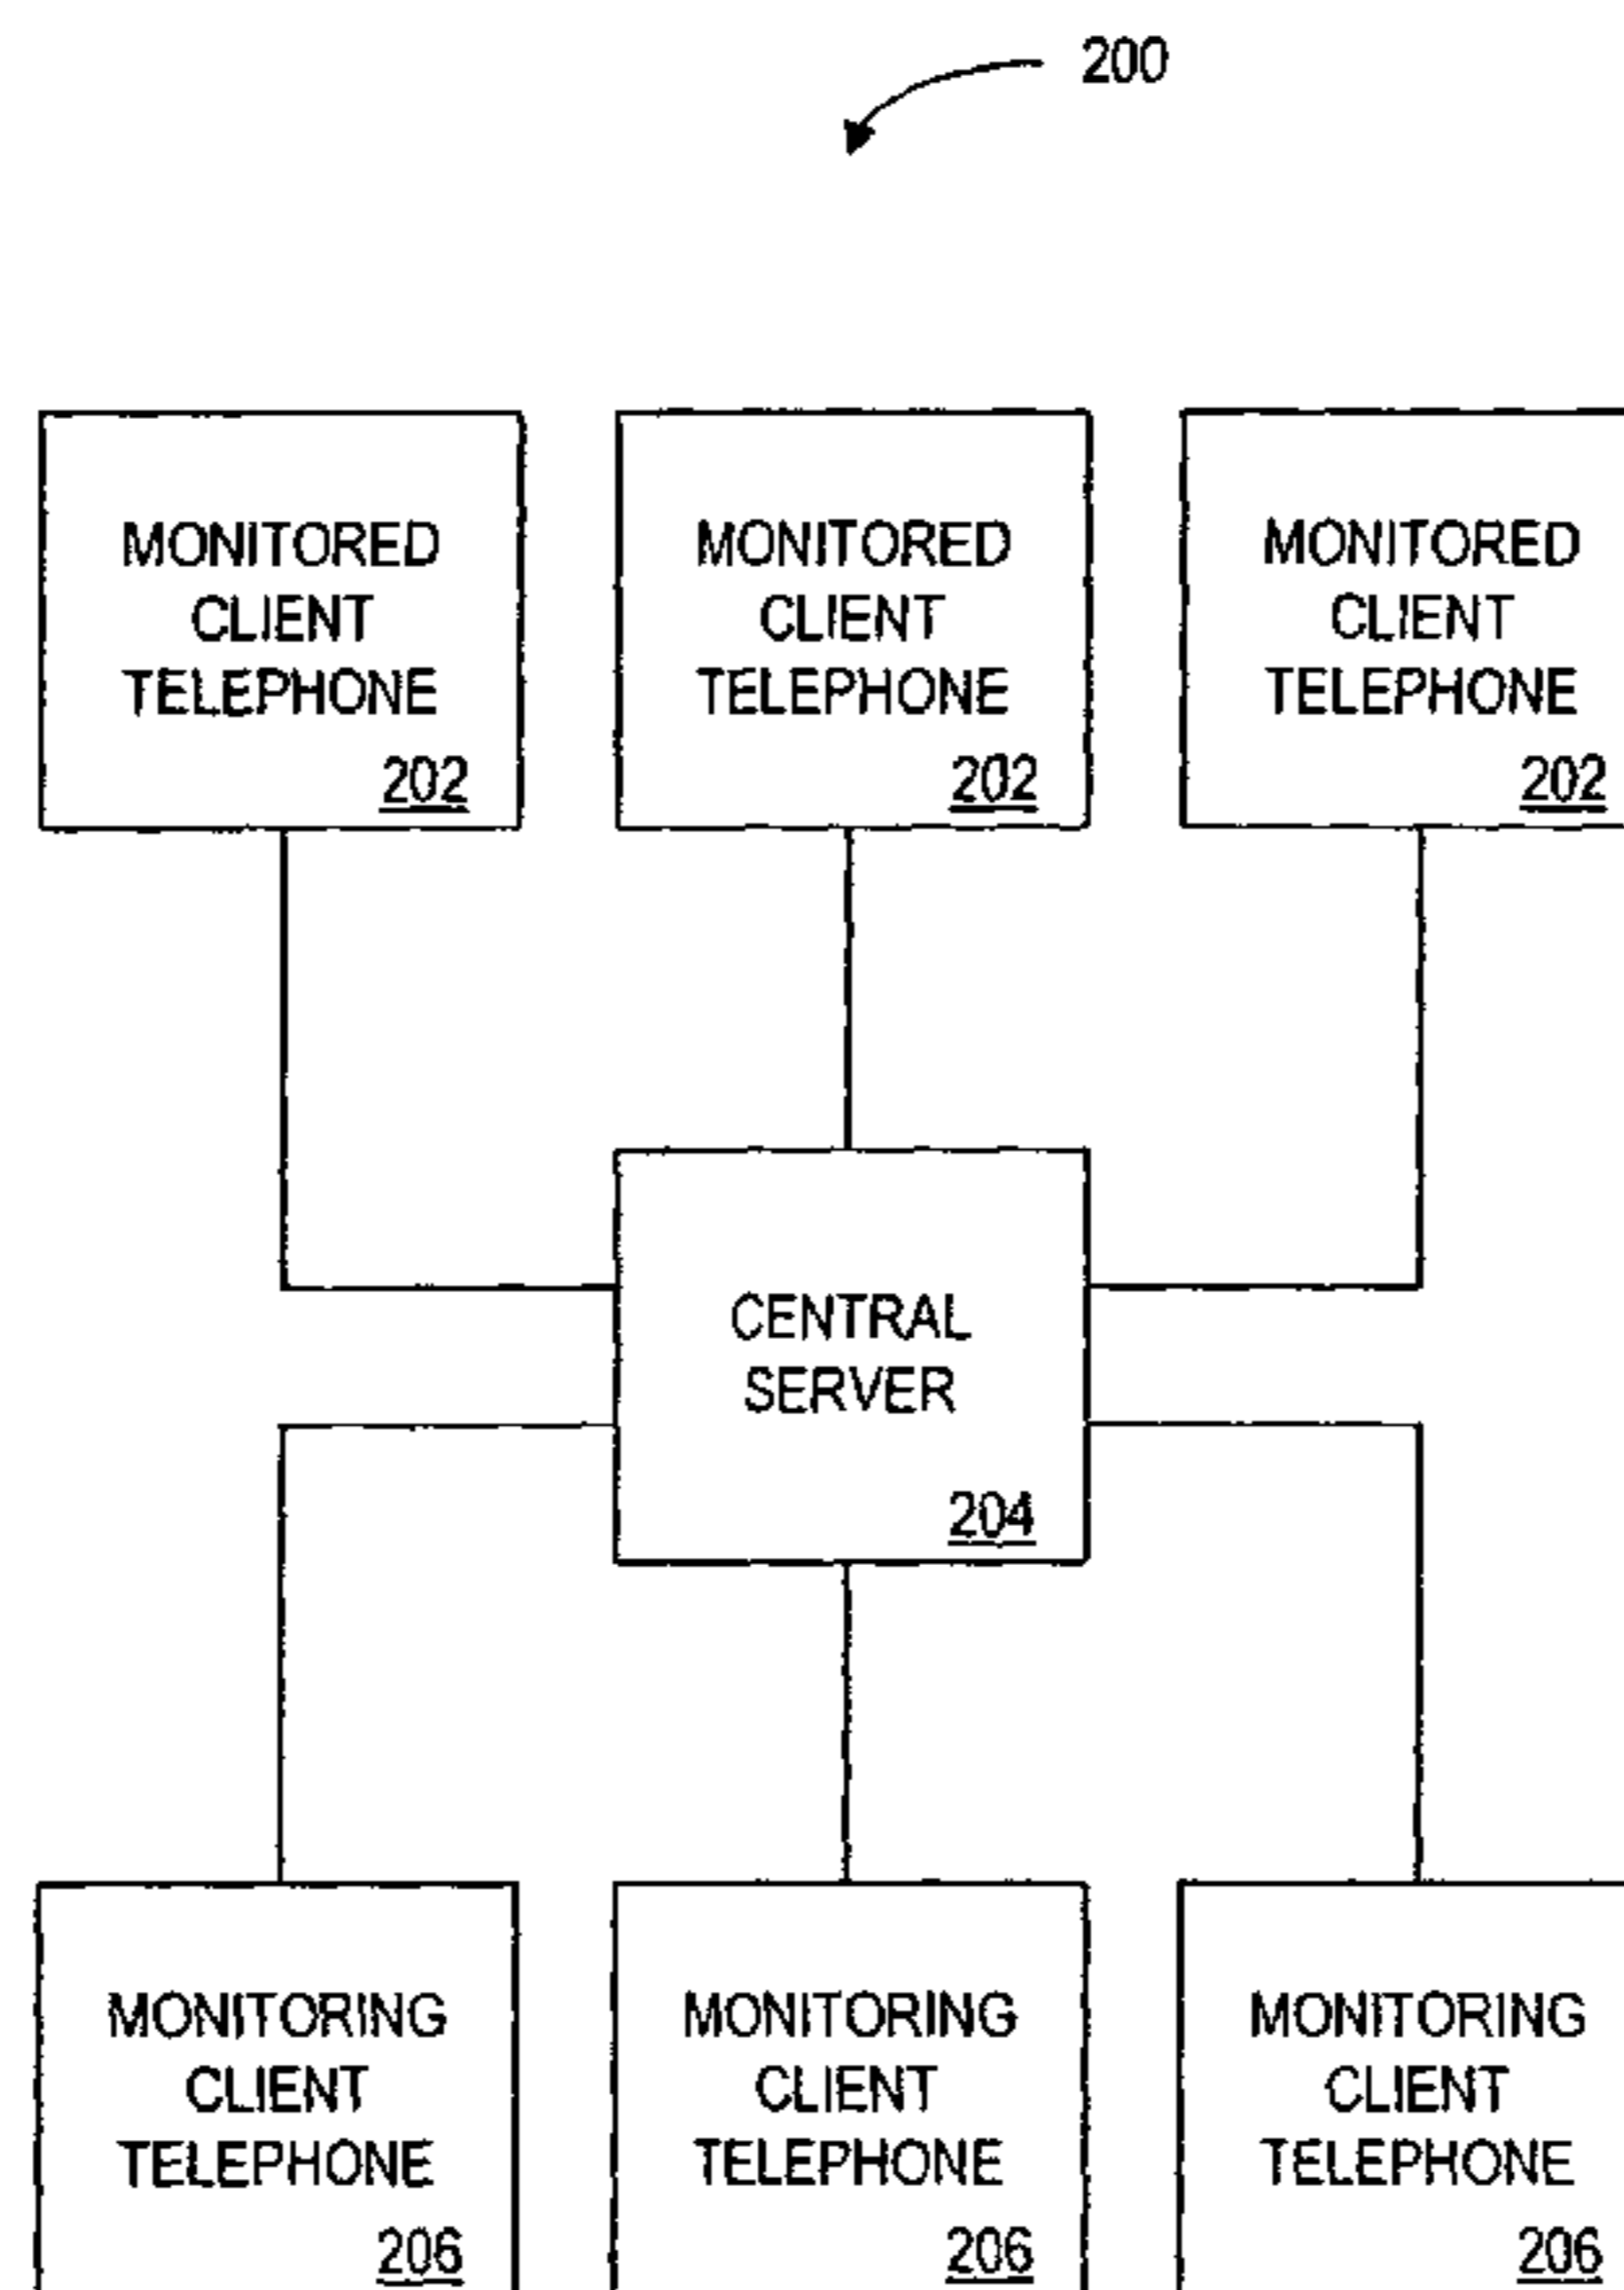 200
MONITORED MONITORED MONITORED
CLIENT CLIENT CLIENT
TELEPHONE TELEPHONE TELEPHONE
202 202 202
CENTRAL
SERVER
204
MONITORING MONITORING MONITORING
CLIENT CLIENT CLIENT
TELEPHONE TELEPHONE TELEPHONE
206 206 206